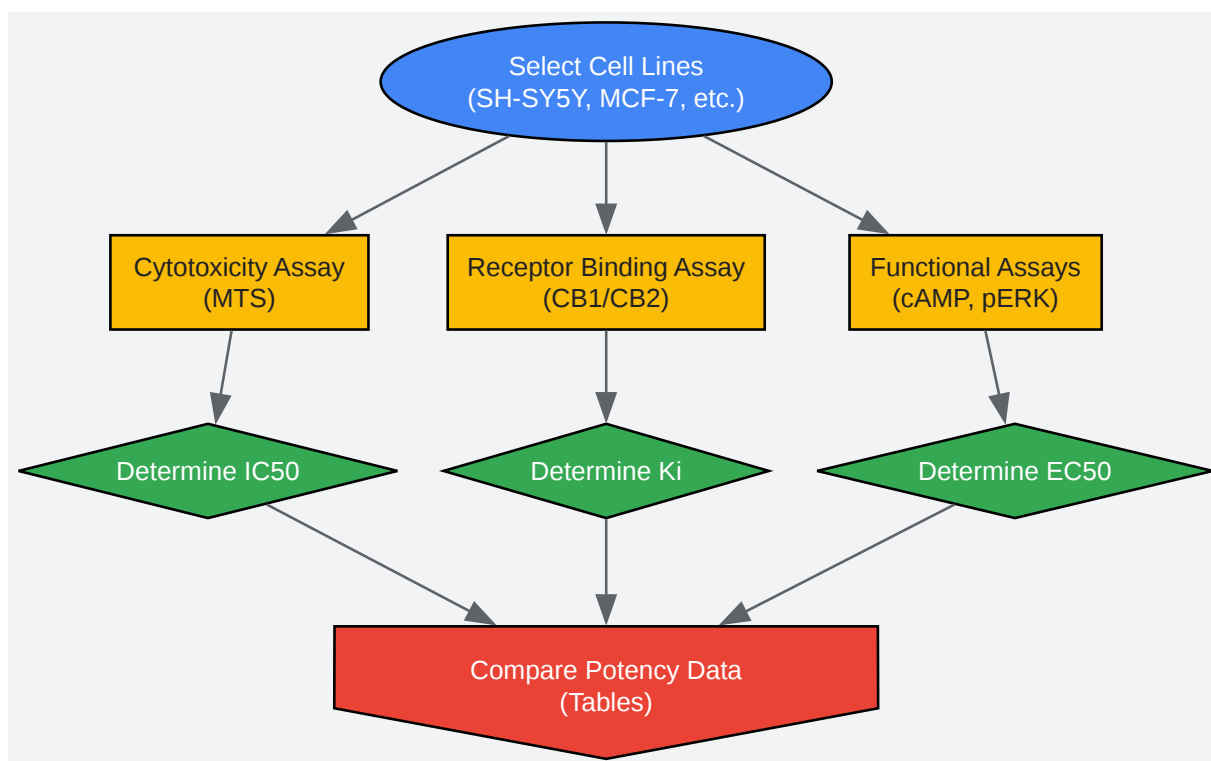 Select Cell Lines
(SH-SY5Y, MCF-7, etc.)
Cytotoxicity Assay
(MTS)
Receptor Binding Assay
(CB1/CB2)
Functional Assays
(cAMP, pERK)
Determine IC50
Determine Ki
Determine EC50
Compare Potency Data
(Tables)